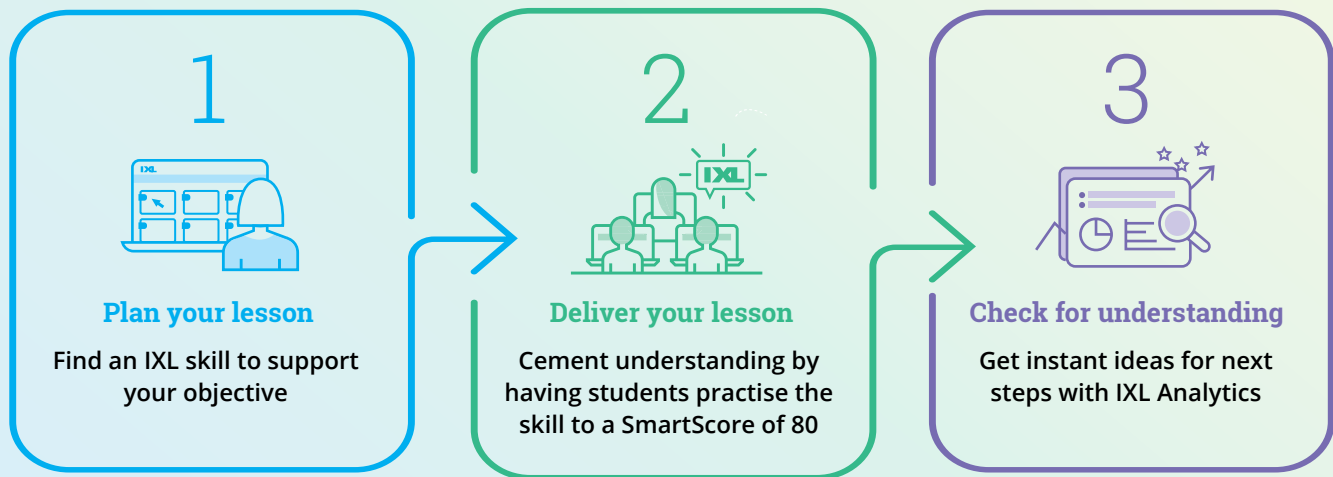 1
IXL
Plan your lesson
Find an IXL skill to support
your objective
2
IXL
Deliver your lesson
Cement understanding by
having students practise the
skill to a SmartScore of 80
3
Check for understanding
Get instant ideas for next
steps with IXL Analytics